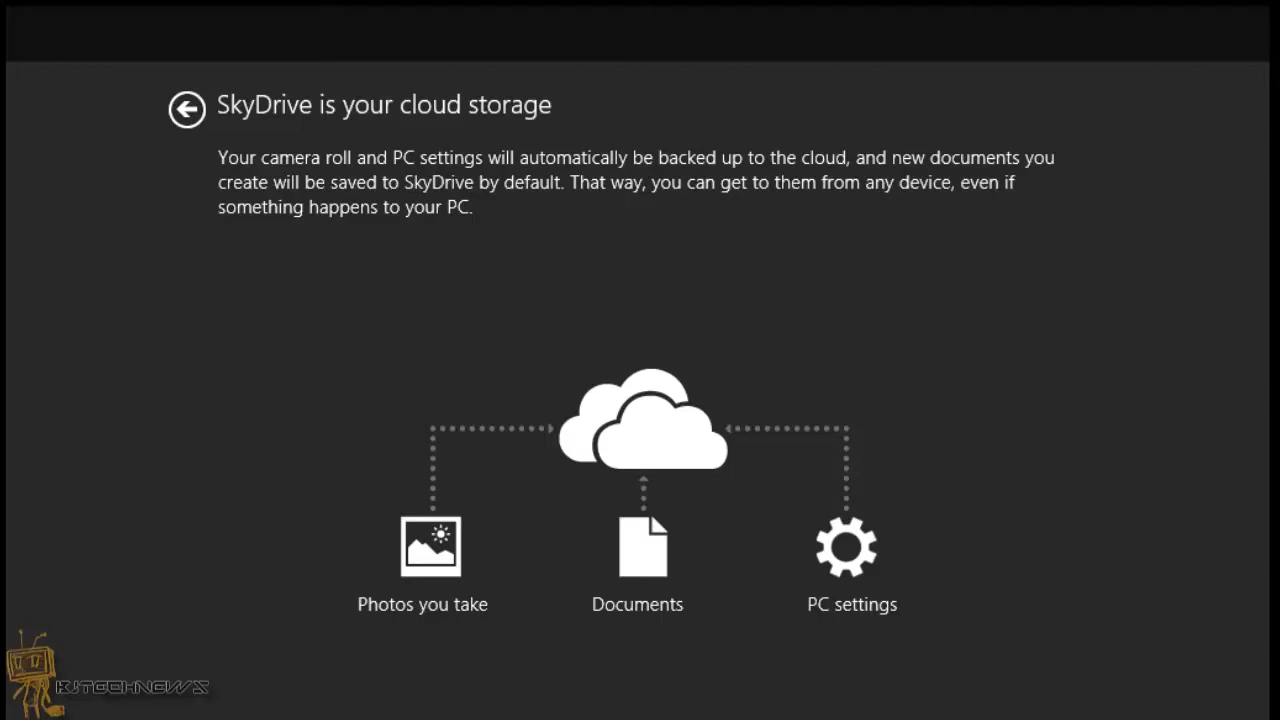 SkyDrive is your cloud storage
Your camera roll and PC settings will automatically be backed up to the cloud, and new documents you
create will be saved to SkyDrive by default. That way, you can get to them from any device, even if
something happens to your PC.
Photos you take
Documents
PC settings
KJTECHNEWS